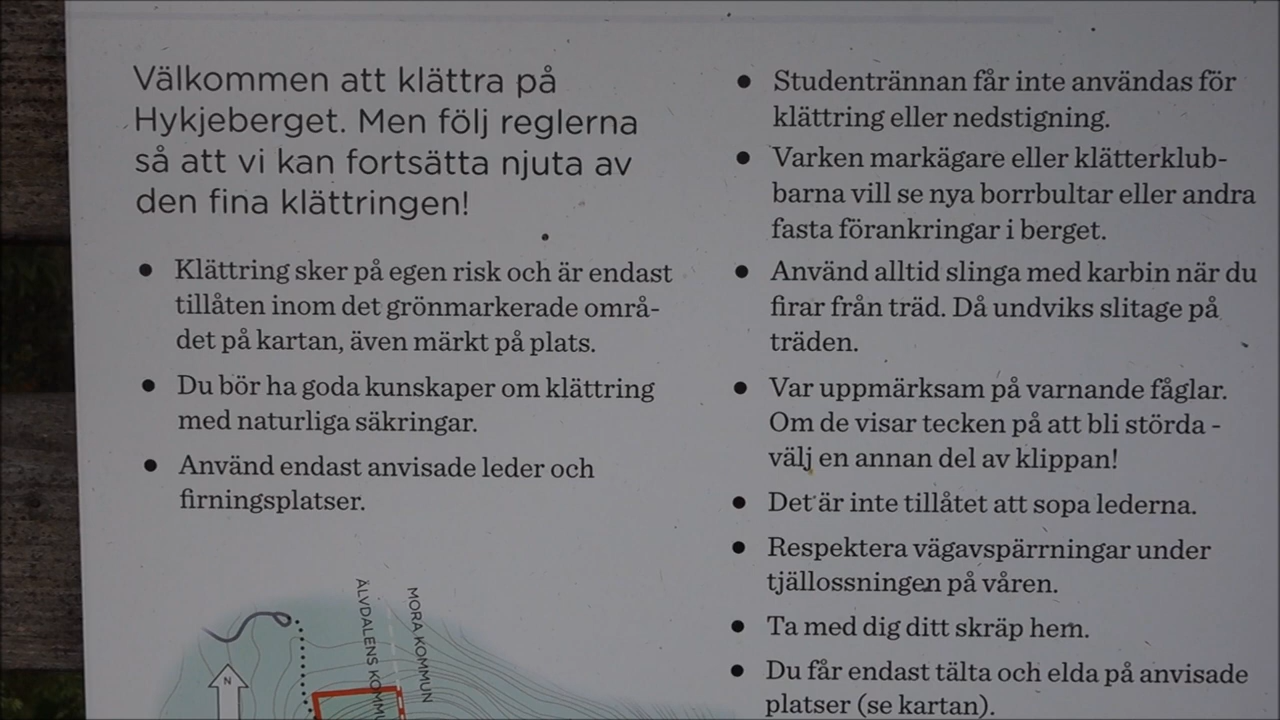 Välkommen att klättra på
Hykjeberget. Men följ reglerna
så att vi kan fortsätta njuta av
den fina klättringen!
• Klättring sker på egen risk och är endast
tillåten inom det grönmarkerade områ-
det på kartan, även märkt på plats.
• Du bör ha goda kunskaper om klättring
med naturliga säkringar.
• Använd endast anvisade leder och
firningsplatser.
• Studentrännan får inte användas för
klättring eller nedstigning.
• Varken markägare eller klätterklub-
barna vill se nya borrbultar eller andra
fasta förankringar i berget.
• Använd alltid slinga med karbin när du
firar från träd. Då undviks slitage på
träden.
• Var uppmärksam på varnande fåglar.
Om de visar tecken på att bli störda -
välj en annan del av klippan!
• Det är inte tillåtet att sopa lederna.
• Respektera vägavspärrningar under
tjällossningen på våren.
• Ta med dig ditt skräp hem.
• Du får endast tälta och elda på anvisade
platser (se kartan).
ÄLVDALENS KOMMU
MORA KOMMUN
N